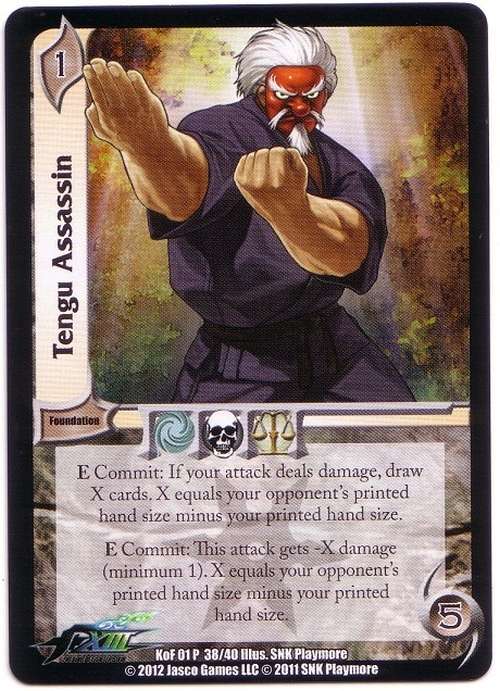 1
Tengu Assassin
Foundation
E Commit: If your attack deals damage, draw
X cards. X equals your opponent's printed
hand size minus your printed hand size.
E Commit: This attack gets -X damage
(minimum 1). X equals your opponent's
printed hand size minus your printed
hand size.
5
XIII
KoF 01 P 38/40 Illus. SNK Playmore
© 2012 Jasco Games LLC © 2011 SNK Playmore